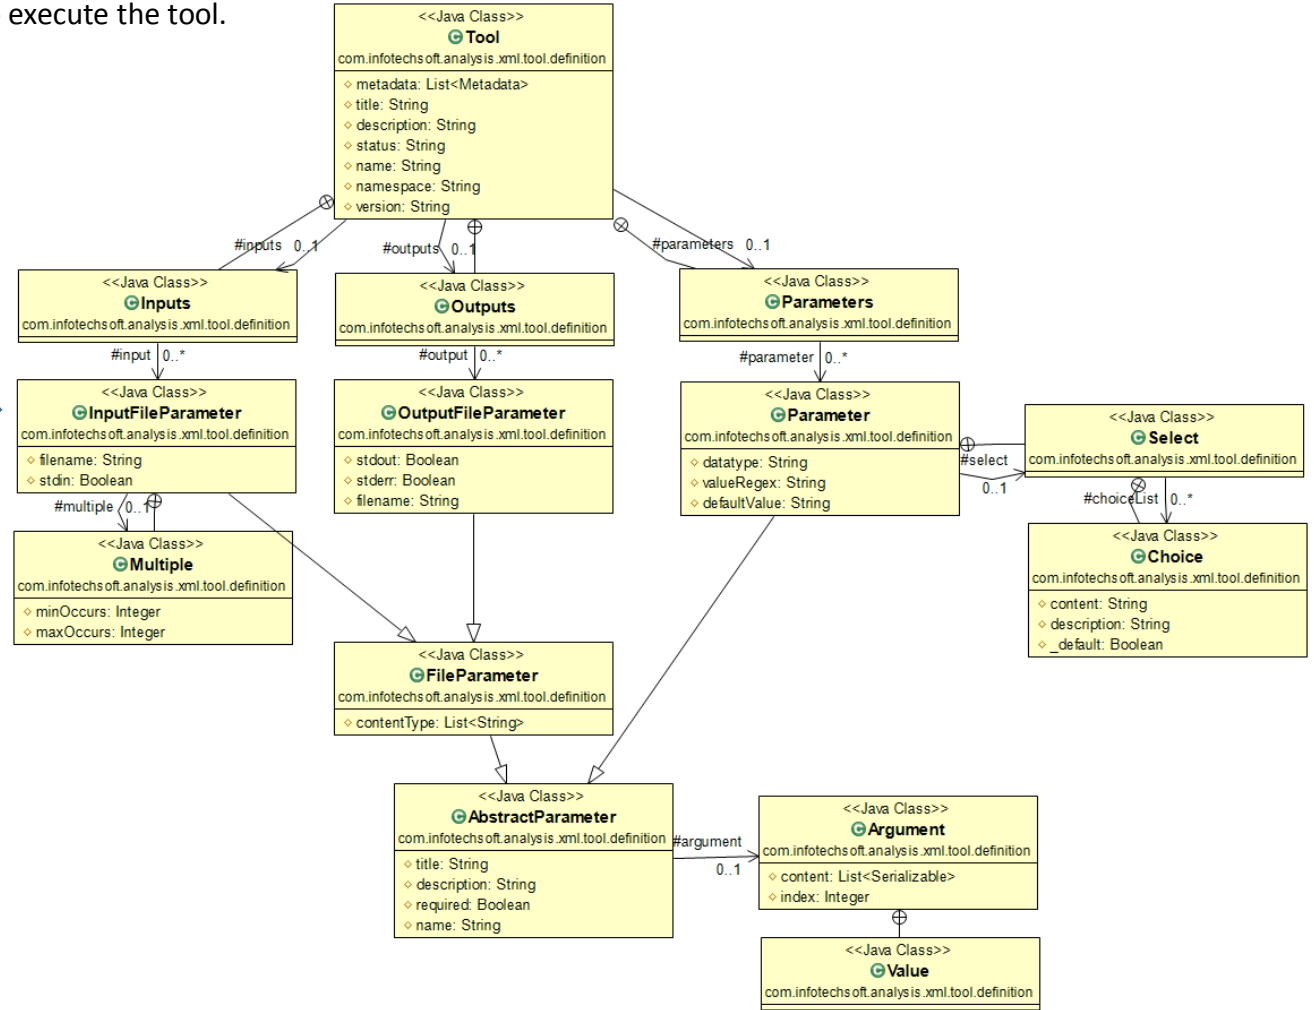 execute the tool.
<<Java Class>>
Tool
com.infotechsoft.analysis.xml.tool.definition
metadata: List<Metadata>
title: String
description: String
status: String
name: String
namespace: String
version: String
#inputs 0..1
#outputs 0..1
#parameters 0..1
<<Java Class>>
Inputs
com.infotechsoft.analysis.xml.tool.definition
<<Java Class>>
Outputs
com.infotechsoft.analysis.xml.tool.definition
<<Java Class>>
Parameters
com.infotechsoft.analysis.xml.tool.definition
#input 0..*
#output 0..*
#parameter 0..*
<<Java Class>>
InputFileParameter
com.infotechsoft.analysis.xml.tool.definition
filename: String
stdin: Boolean
<<Java Class>>
OutputFileParameter
com.infotechsoft.analysis.xml.tool.definition
stdout: Boolean
stderr: Boolean
filename: String
<<Java Class>>
Parameter
com.infotechsoft.analysis.xml.tool.definition
datatype: String
valueRegex: String
defaultValue: String
#select
0..1
<<Java Class>>
Select
com.infotechsoft.analysis.xml.tool.definition
#choiceList 0..*
<<Java Class>>
Choice
com.infotechsoft.analysis.xml.tool.definition
content: String
description: String
_default: Boolean
#multiple 0..1
<<Java Class>>
Multiple
com.infotechsoft.analysis.xml.tool.definition
minOccurs: Integer
maxOccurs: Integer
<<Java Class>>
FileParameter
com.infotechsoft.analysis.xml.tool.definition
contentType: List<String>
<<Java Class>>
AbstractParameter
com.infotechsoft.analysis.xml.tool.definition
title: String
description: String
required: Boolean
name: String
#argument
0..1
<<Java Class>>
Argument
com.infotechsoft.analysis.xml.tool.definition
content: List<Serializable>
index: Integer
<<Java Class>>
Value
com.infotechsoft.analysis.xml.tool.definition